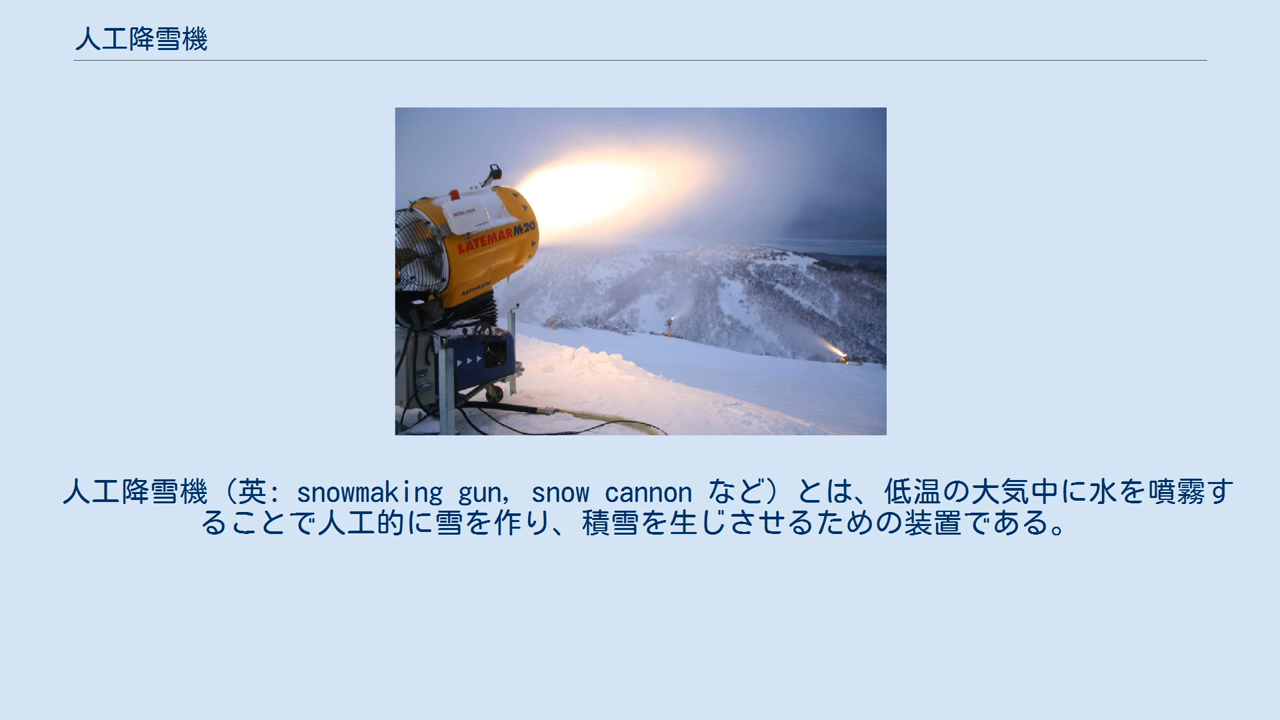 人工降雪機
LATEMAR M20
AUTOMATIC
人工降雪機（英: snowmaking gun, snow cannon など）とは、低温の大気中に水を噴霧す
ることで人工的に雪を作り、積雪を生じさせるための装置である。